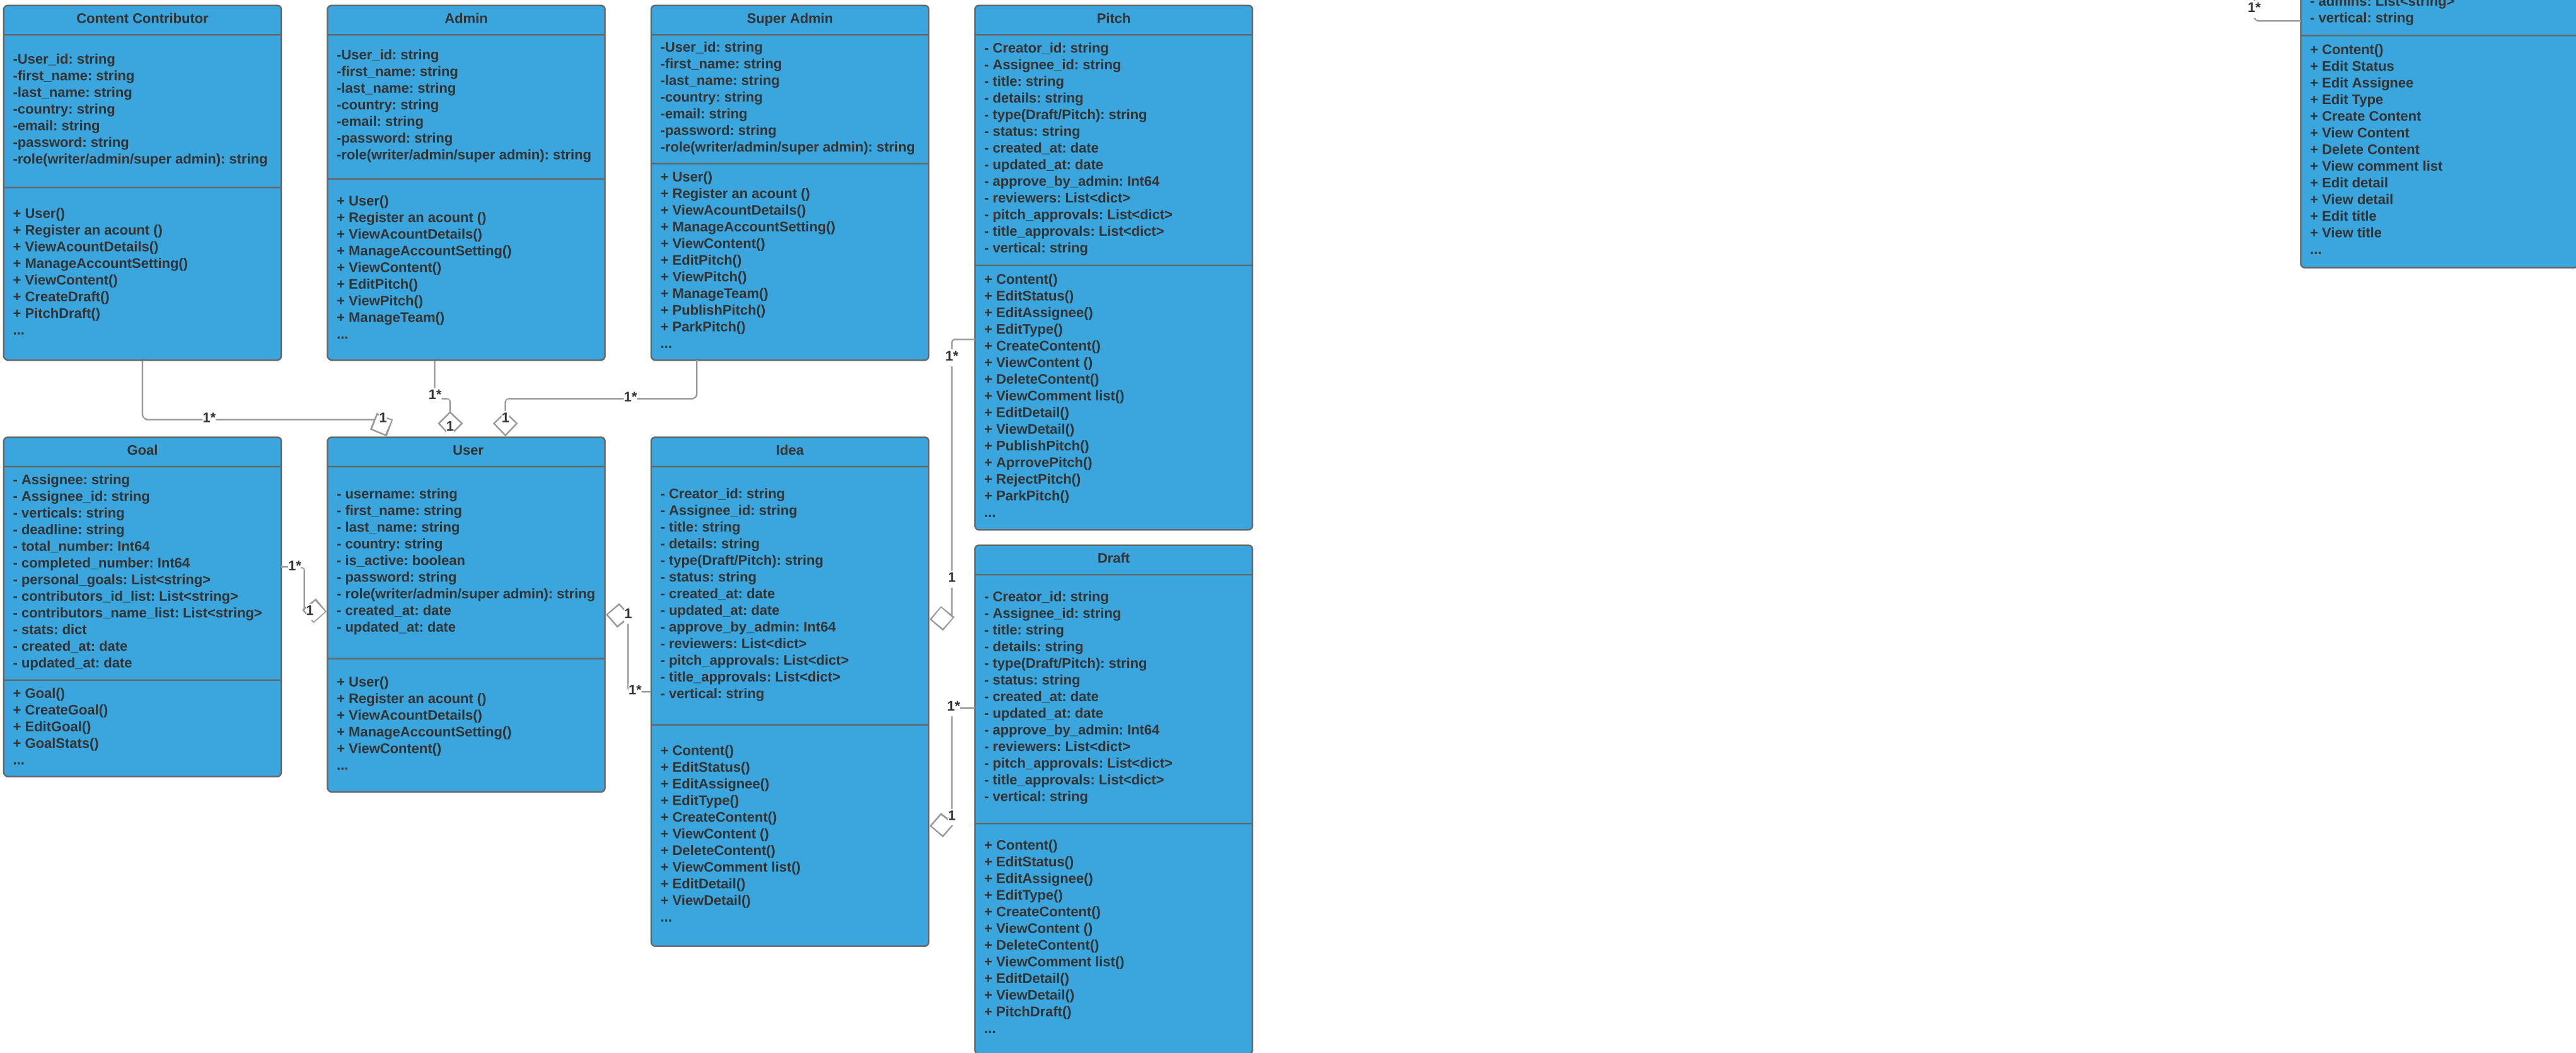 Content Contributor
-User_id: string
-first_name: string
-last_name: string
-country: string
-email: string
-password: string
-role(writer/admin/super admin): string
+ User()
+ Register an acount ()
+ ViewAcountDetails()
+ ManageAccountSetting()
+ ViewContent()
+ CreateDraft()
+ PitchDraft()
...
Admin
-User_id: string
-first_name: string
-last_name: string
-country: string
-email: string
-password: string
-role(writer/admin/super admin): string
+ User()
+ Register an acount ()
+ ViewAcountDetails()
+ ManageAccountSetting()
+ ViewContent()
+ EditPitch()
+ ViewPitch()
+ ManageTeam()
...
Super Admin
-User_id: string
-first_name: string
-last_name: string
-country: string
-email: string
-password: string
-role(writer/admin/super admin): string
+ User()
+ Register an acount ()
+ ViewAcountDetails()
+ ManageAccountSetting()
+ ViewContent()
+ EditPitch()
+ ViewPitch()
+ ManageTeam()
+ PublishPitch()
+ ParkPitch()
...
Pitch
- Creator_id: string
- Assignee_id: string
- title: string
- details: string
- type(Draft/Pitch): string
- status: string
- created_at: date
- updated_at: date
- approve_by_admin: Int64
- reviewers: List<dict>
- pitch_approvals: List<dict>
- title_approvals: List<dict>
- vertical: string
+ Content()
+ EditStatus()
+ EditAssignee()
+ EditType()
+ CreateContent()
+ ViewContent ()
+ DeleteContent()
+ ViewComment list()
+ EditDetail()
+ ViewDetail()
+ PublishPitch()
+ AprrovePitch()
+ RejectPitch()
+ ParkPitch()
...
1*
- admins: List<string>
- vertical: string
+ Content()
+ Edit Status
+ Edit Assignee
+ Edit Type
+ Create Content
+ View Content
+ Delete Content
+ View comment list
+ Edit detail
+ View detail
+ Edit title
+ View title
...
1*
1
1*
1
1*
1
1*
1
Goal
- Assignee: string
- Assignee_id: string
- verticals: string
- deadline: string
- total_number: Int64
- completed_number: Int64
- personal_goals: List<string>
- contributors_id_list: List<string>
- contributors_name_list: List<string>
- stats: dict
- created_at: date
- updated_at: date
+ Goal()
+ CreateGoal()
+ EditGoal()
+ GoalStats()
...
1*
1
User
- username: string
- first_name: string
- last_name: string
- country: string
- is_active: boolean
- password: string
- role(writer/admin/super admin): string
- created_at: date
- updated_at: date
+ User()
+ Register an acount ()
+ ViewAcountDetails()
+ ManageAccountSetting()
+ ViewContent()
...
1
1*
Idea
- Creator_id: string
- Assignee_id: string
- title: string
- details: string
- type(Draft/Pitch): string
- status: string
- created_at: date
- updated_at: date
- approve_by_admin: Int64
- reviewers: List<dict>
- pitch_approvals: List<dict>
- title_approvals: List<dict>
- vertical: string
+ Content()
+ EditStatus()
+ EditAssignee()
+ EditType()
+ CreateContent()
+ ViewContent ()
+ DeleteContent()
+ ViewComment list()
+ EditDetail()
+ ViewDetail()
...
1*
1
Draft
- Creator_id: string
- Assignee_id: string
- title: string
- details: string
- type(Draft/Pitch): string
- status: string
- created_at: date
- updated_at: date
- approve_by_admin: Int64
- reviewers: List<dict>
- pitch_approvals: List<dict>
- title_approvals: List<dict>
- vertical: string
+ Content()
+ EditStatus()
+ EditAssignee()
+ EditType()
+ CreateContent()
+ ViewContent ()
+ DeleteContent()
+ ViewComment list()
+ EditDetail()
+ ViewDetail()
+ PitchDraft()
...